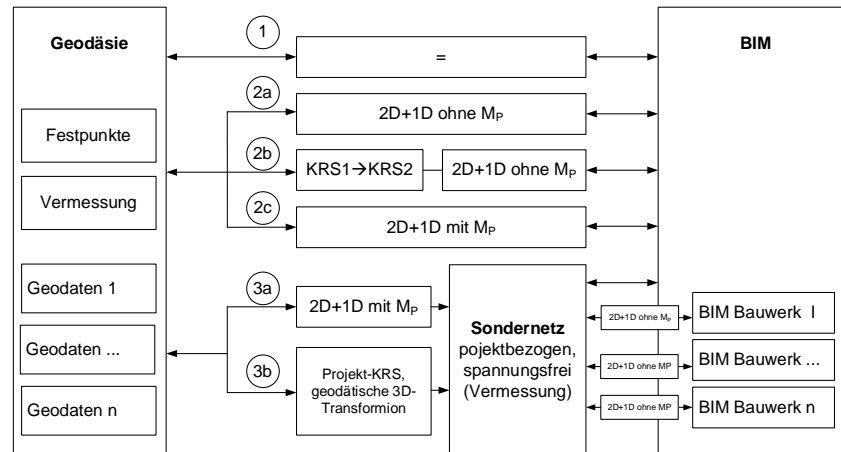 Geodäsie
Festpunkte
Vermessung
Geodaten 1
Geodaten ...
Geodaten n
1
=
2a
2D+1D ohne MP
2b
KRS1→KRS2
2D+1D ohne MP
2c
2D+1D mit MP
3a
2D+1D mit MP
3b
Projekt-KRS,
geodätische 3D-
Transformion
Sondernetz
pojektbezogen,
spannungsfrei
(Vermessung)
BIM
2D+1D ohne MP
BIM Bauwerk I
2D+1D ohne MP
BIM Bauwerk ...
2D+1D ohne MP
BIM Bauwerk n